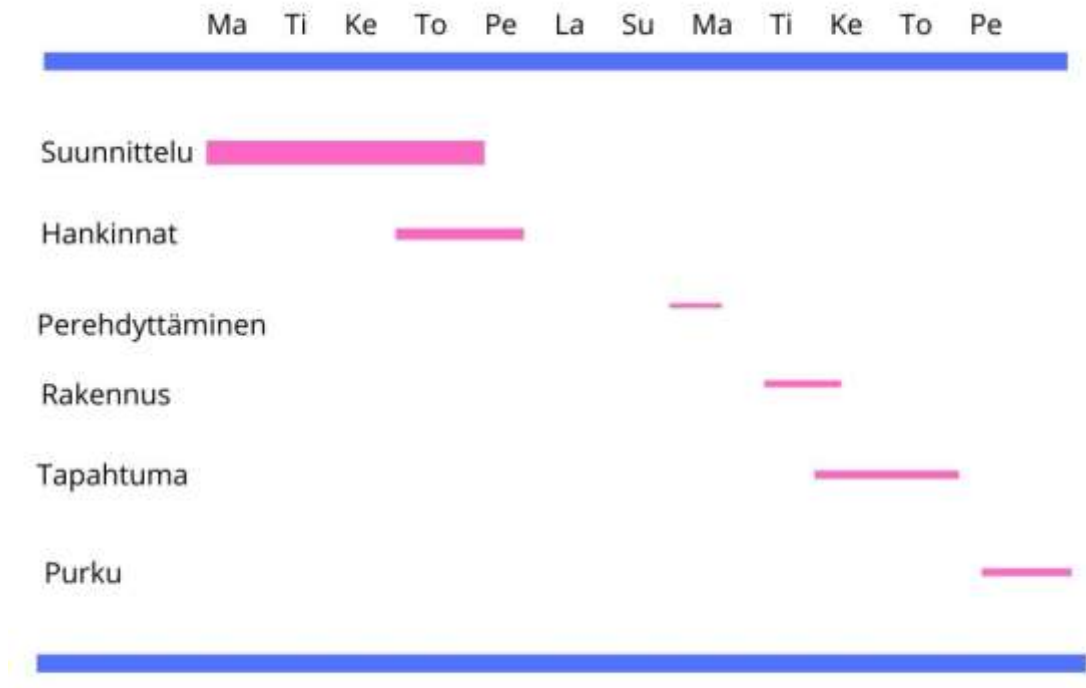 Ma Ti Ke To Pe La Su Ma Ti Ke To Pe
Suunnittelu
Hankinnat
Perehdyttäminen
Rakennus
Tapahtuma
Purku